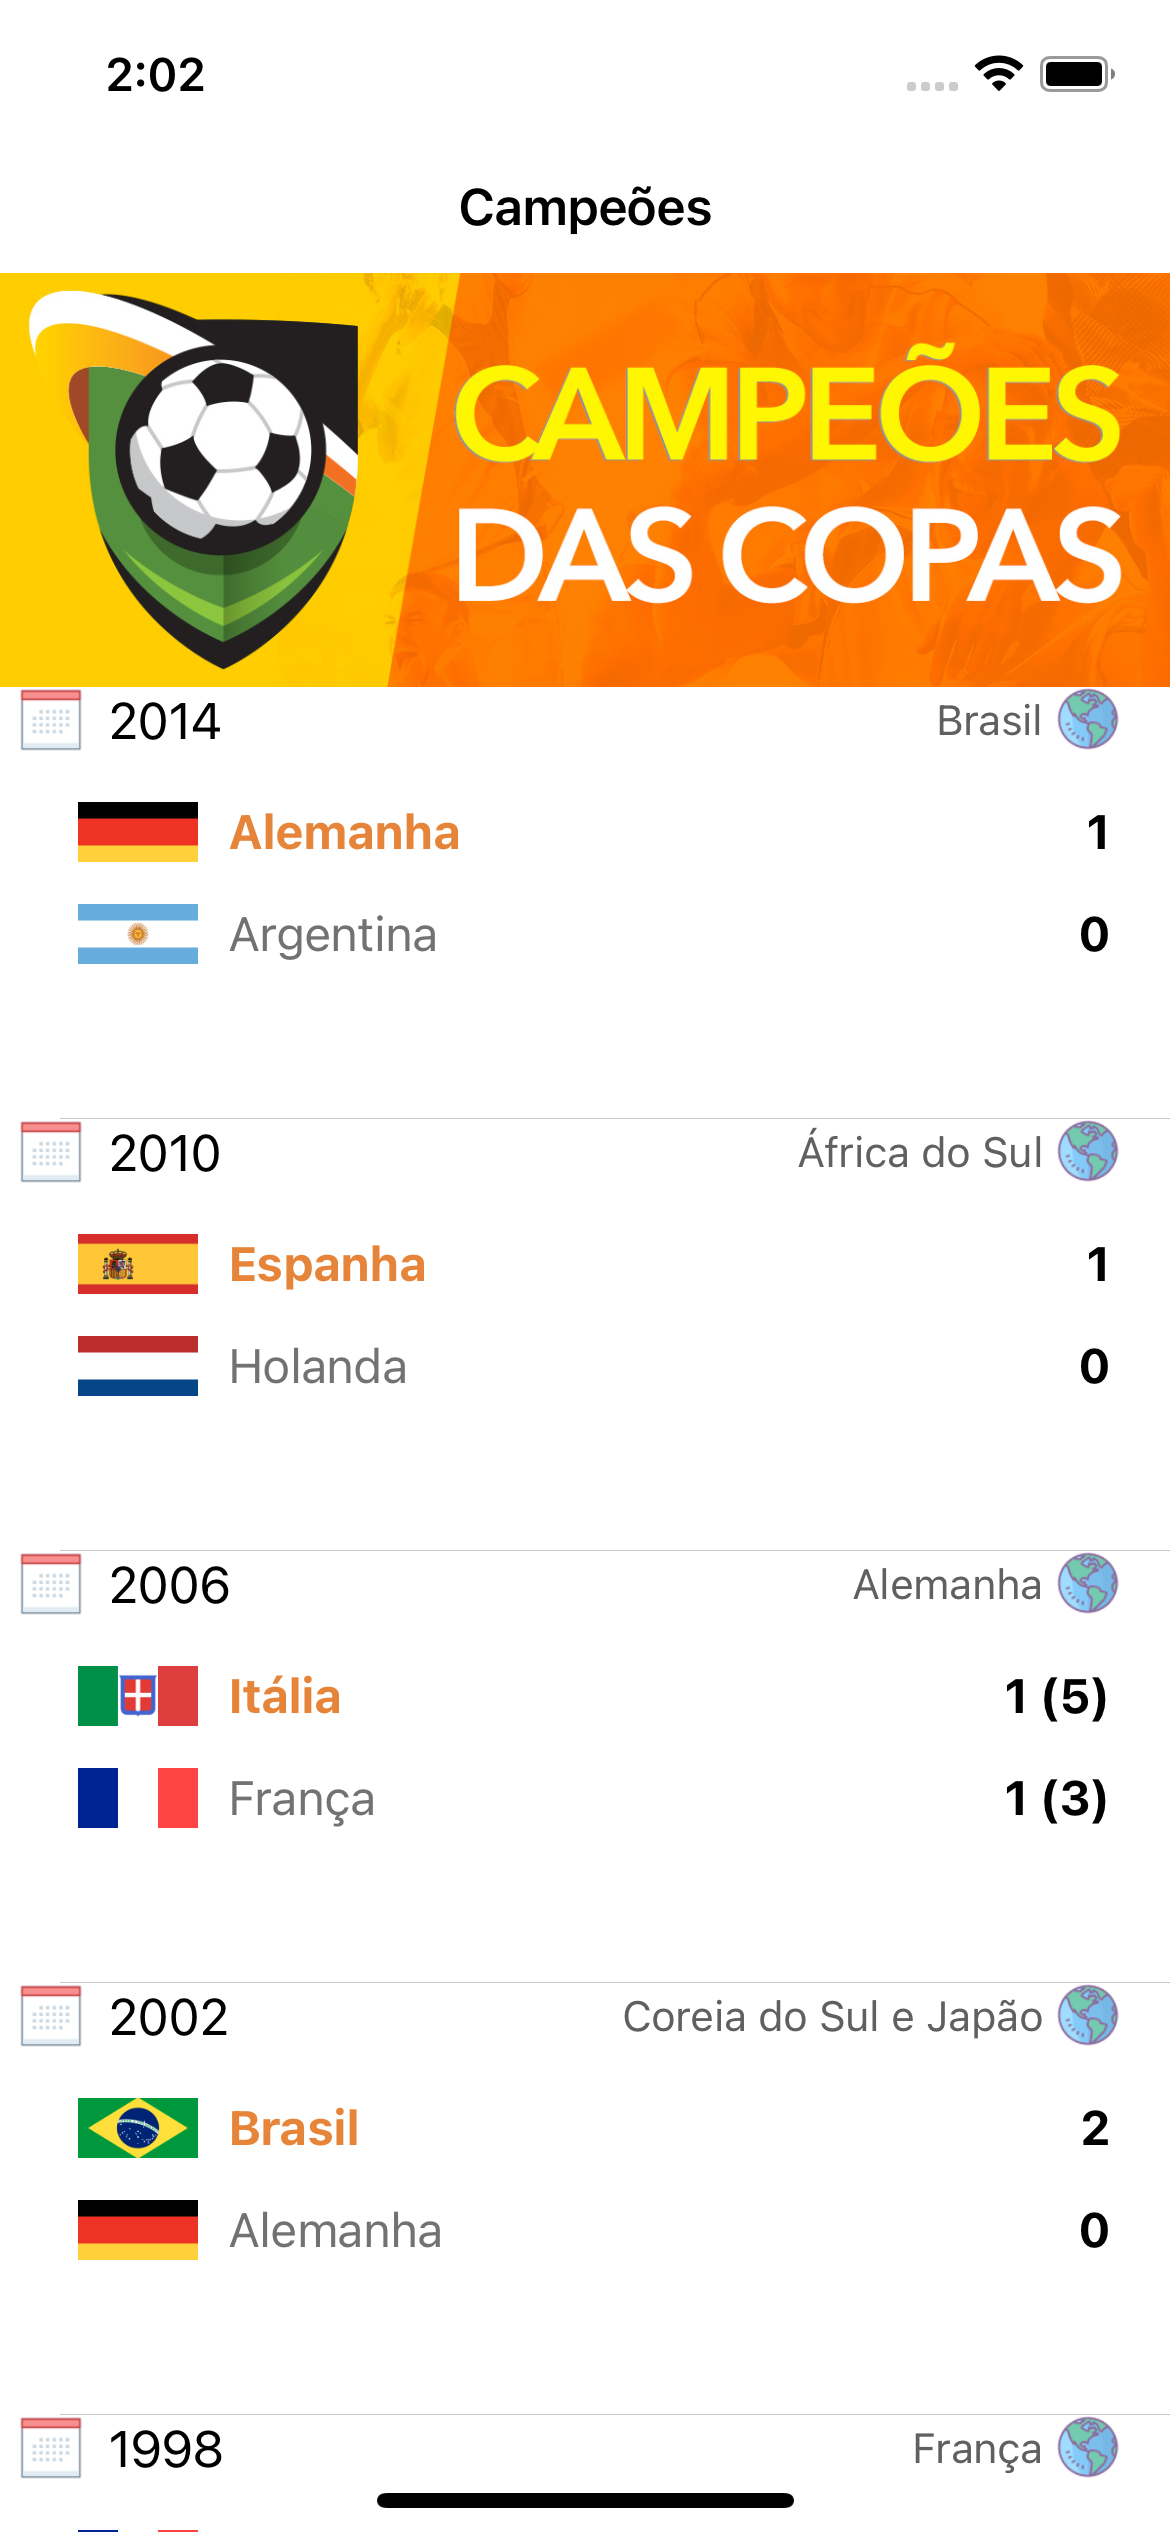 2:02
Campeões
CAMPEÕES
DAS COPAS
2014 Brasil
Alemanha 1
Argentina 0
2010 África do Sul
Espanha 1
Holanda 0
2006 Alemanha
Itália 1 (5)
França 1 (3)
2002 Coreia do Sul e Japão
Brasil 2
Alemanha 0
1998 França